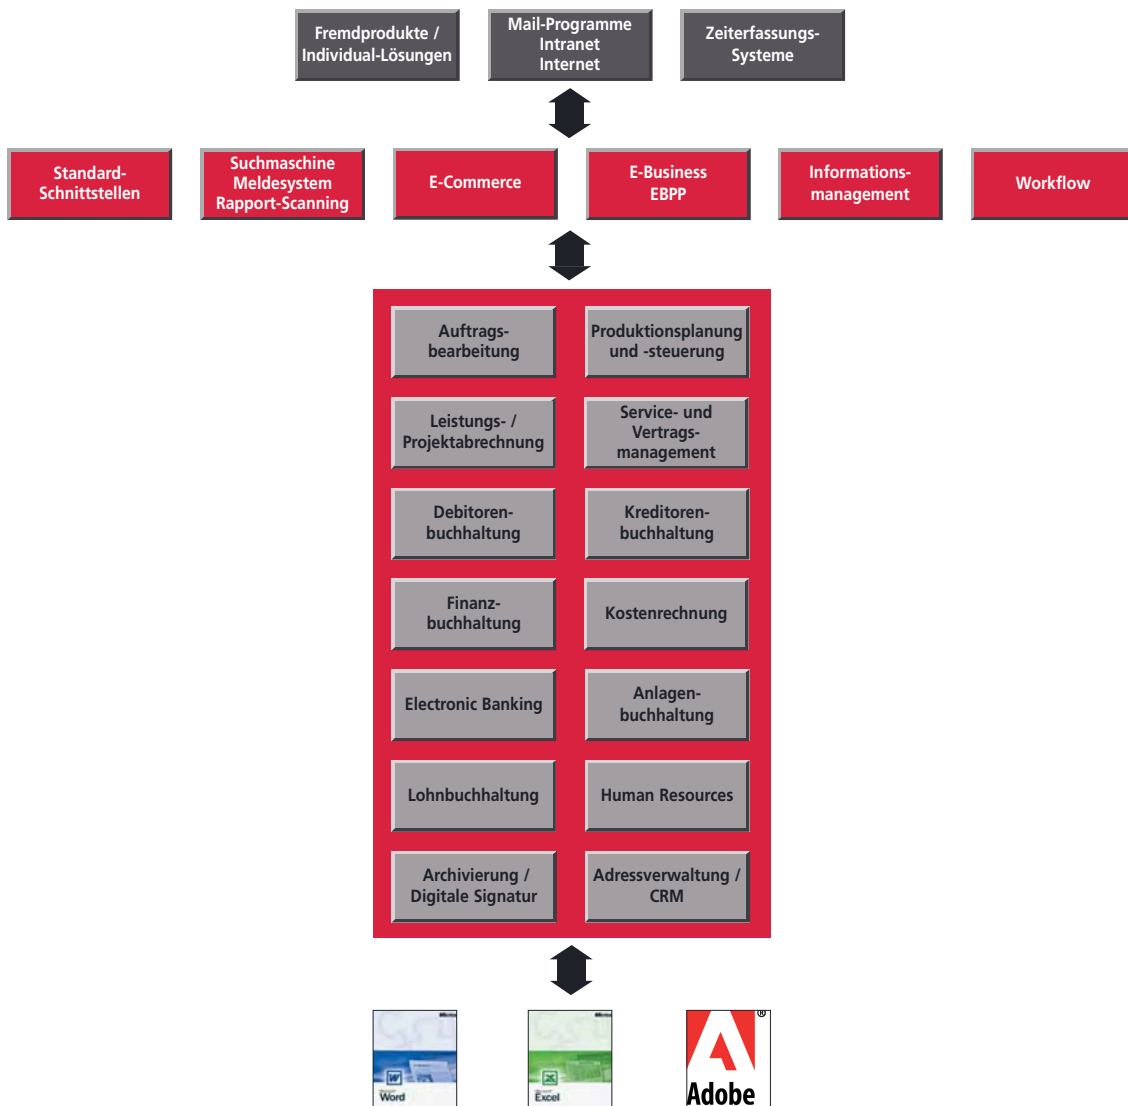 Fremdprodukte /
Individual-Lösungen
Mail-Programme
Intranet
Internet
Zeiterfassungs-
Systeme
Standard-
Schnittstellen
Suchmaschine
Meldesystem
Rapport-Scanning
E-Commerce
E-Business
EBPP
Informations-
management
Workflow
Auftrags-
bearbeitung
Produktionsplanung
und -steuerung
Leistungs- /
Projektabrechnung
Service- und
Vertrags-
management
Debitoren-
buchhaltung
Kreditoren-
buchhaltung
Finanz-
buchhaltung
Kostenrechnung
Electronic Banking
Anlagen-
buchhaltung
Lohnbuchhaltung
Human Resources
Archivierung /
Digitale Signatur
Adressverwaltung /
CRM
W
Word
X
Excel
®
Adobe